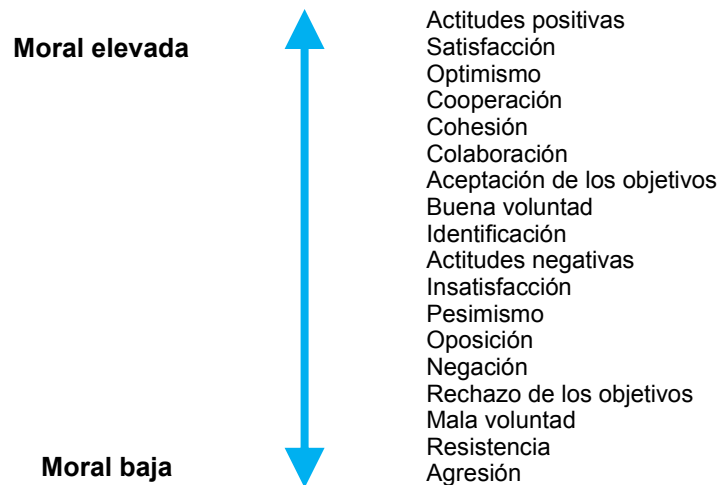 Moral elevada
Actitudes positivas
Satisfacción
Optimismo
Cooperación
Cohesión
Colaboración
Aceptación de los objetivos
Buena voluntad
Identificación
Actitudes negativas
Insatisfacción
Pesimismo
Oposición
Negación
Rechazo de los objetivos
Mala voluntad
Resistencia
Agresión
Moral baja